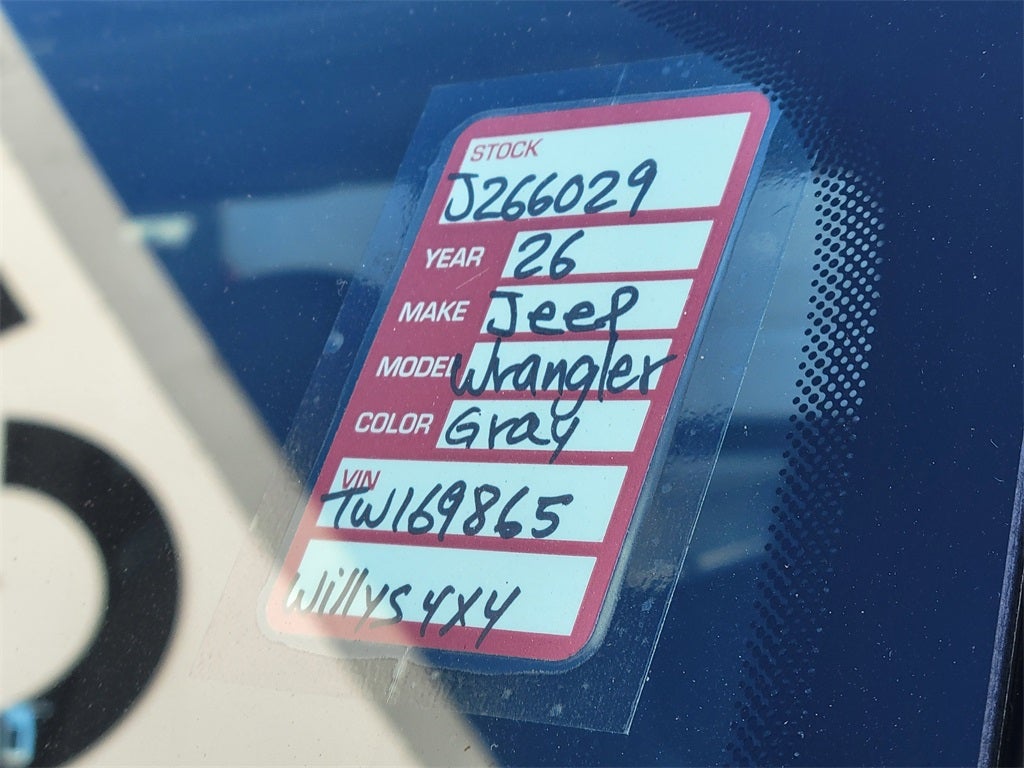 STOCK
J266029
YEAR 26
MAKE Jeep
MODEL Wrangler
COLOR Gray
VIN
TW169865
Willys 4x4